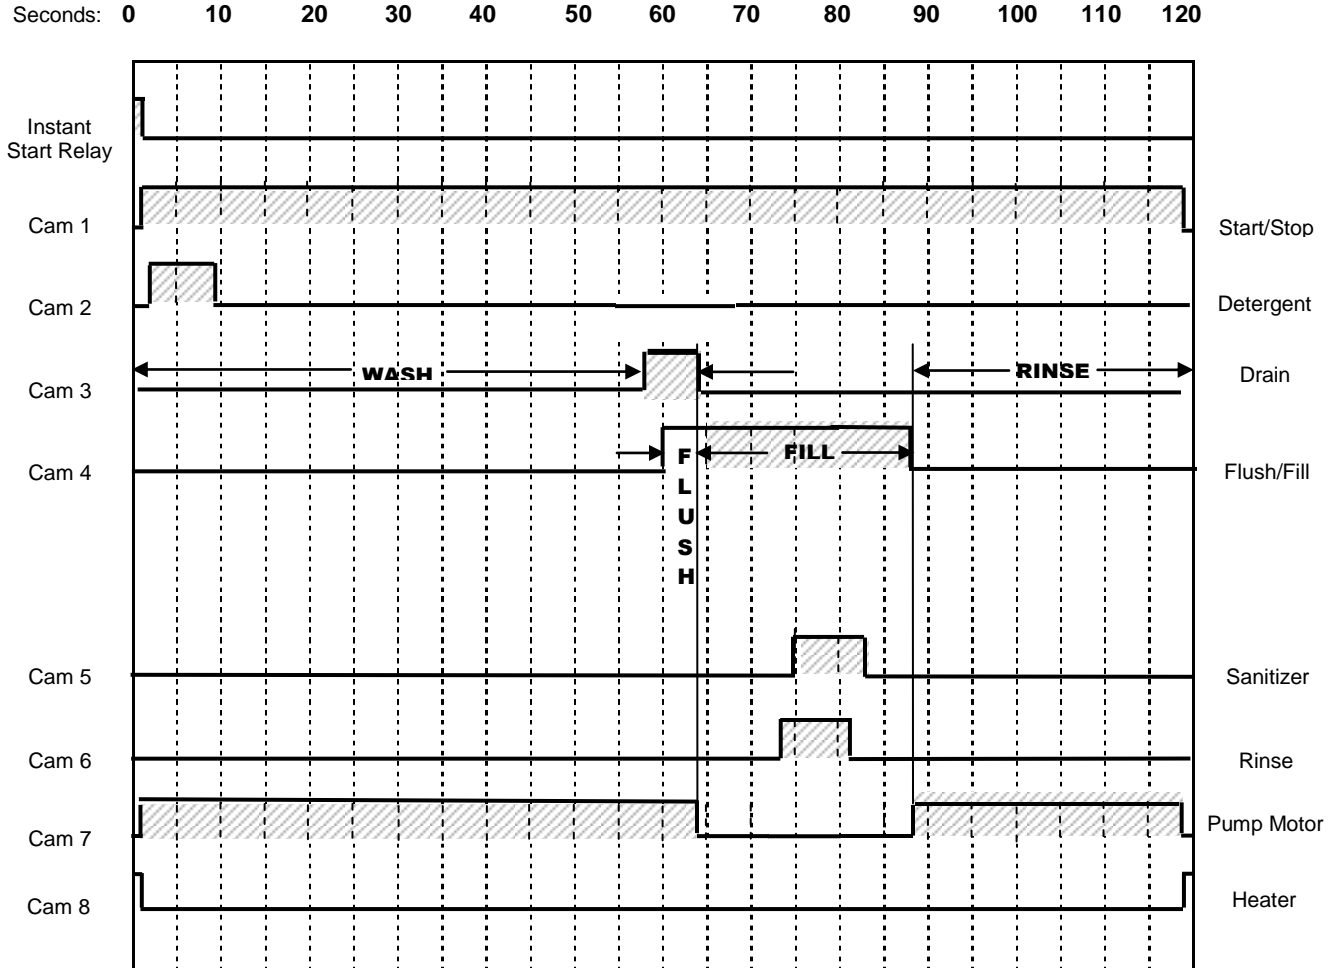 Seconds: 0 10 20 30 40 50 60 70 80 90 100 110 120
Instant
Start Relay
Cam 1
Start/Stop
Cam 2
Detergent
WASH
RINSE
Cam 3
Drain
FLUSH
FILL
Cam 4
Flush/Fill
Cam 5
Sanitizer
Cam 6
Rinse
Cam 7
Pump Motor
Cam 8
Heater